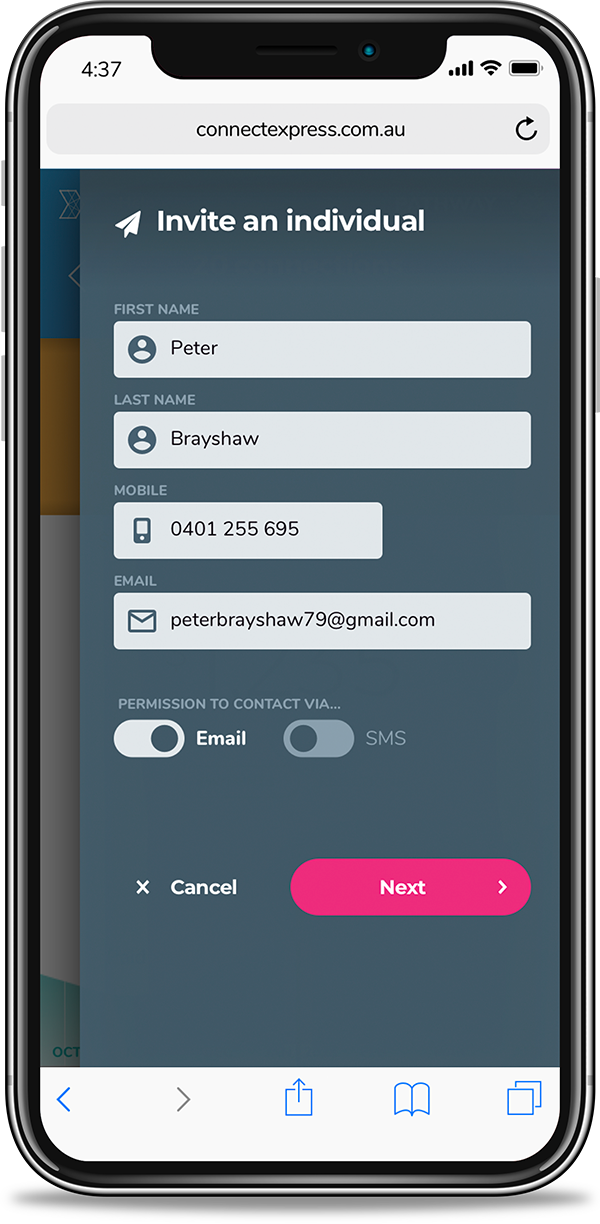 4:37
connectexpress.com.au
Invite an individual
FIRST NAME
Peter
LAST NAME
Brayshaw
MOBILE
0401 255 695
EMAIL
peterbrayshaw79@gmail.com
PERMISSION TO CONTACT VIA...
Email SMS
Cancel Next
OCT